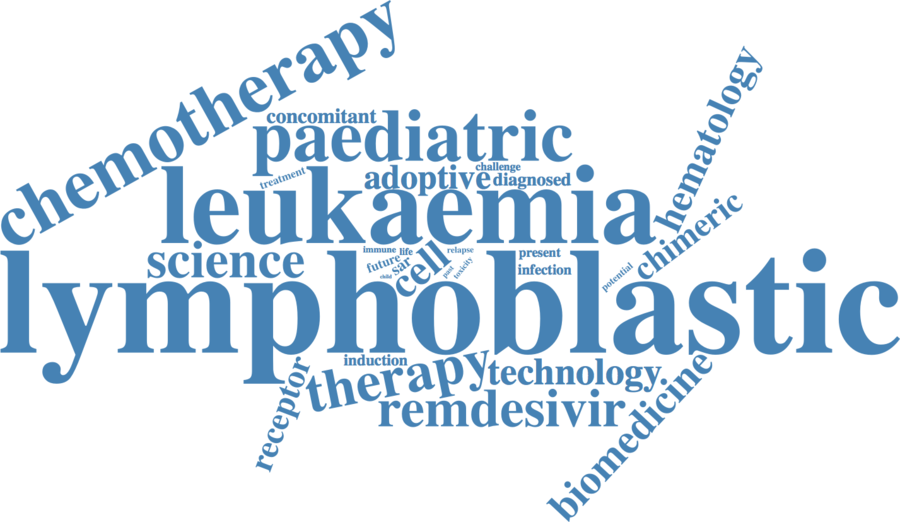 chemotherapy
concomitant
paediatric
hematology
challenge
treatment
adoptive
diagnosed
leukaemia
chimeric
science
immune
life
relapse
present
future
sar
cell
child
past
toxicity
infection
potential
lymphoblastic
induction
therapy
technology
receptor
remdesivir
biomedicine